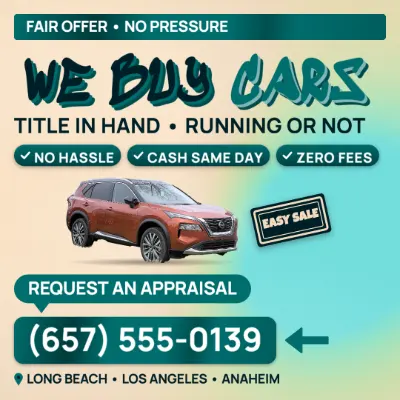 FAIR OFFER • NO PRESSURE
WE BUY CARS
TITLE IN HAND • RUNNING OR NOT
NO HASSLE
CASH SAME DAY
ZERO FEES
EASY SALE
REQUEST AN APPRAISAL
(657) 555-0139
LONG BEACH • LOS ANGELES • ANAHEIM